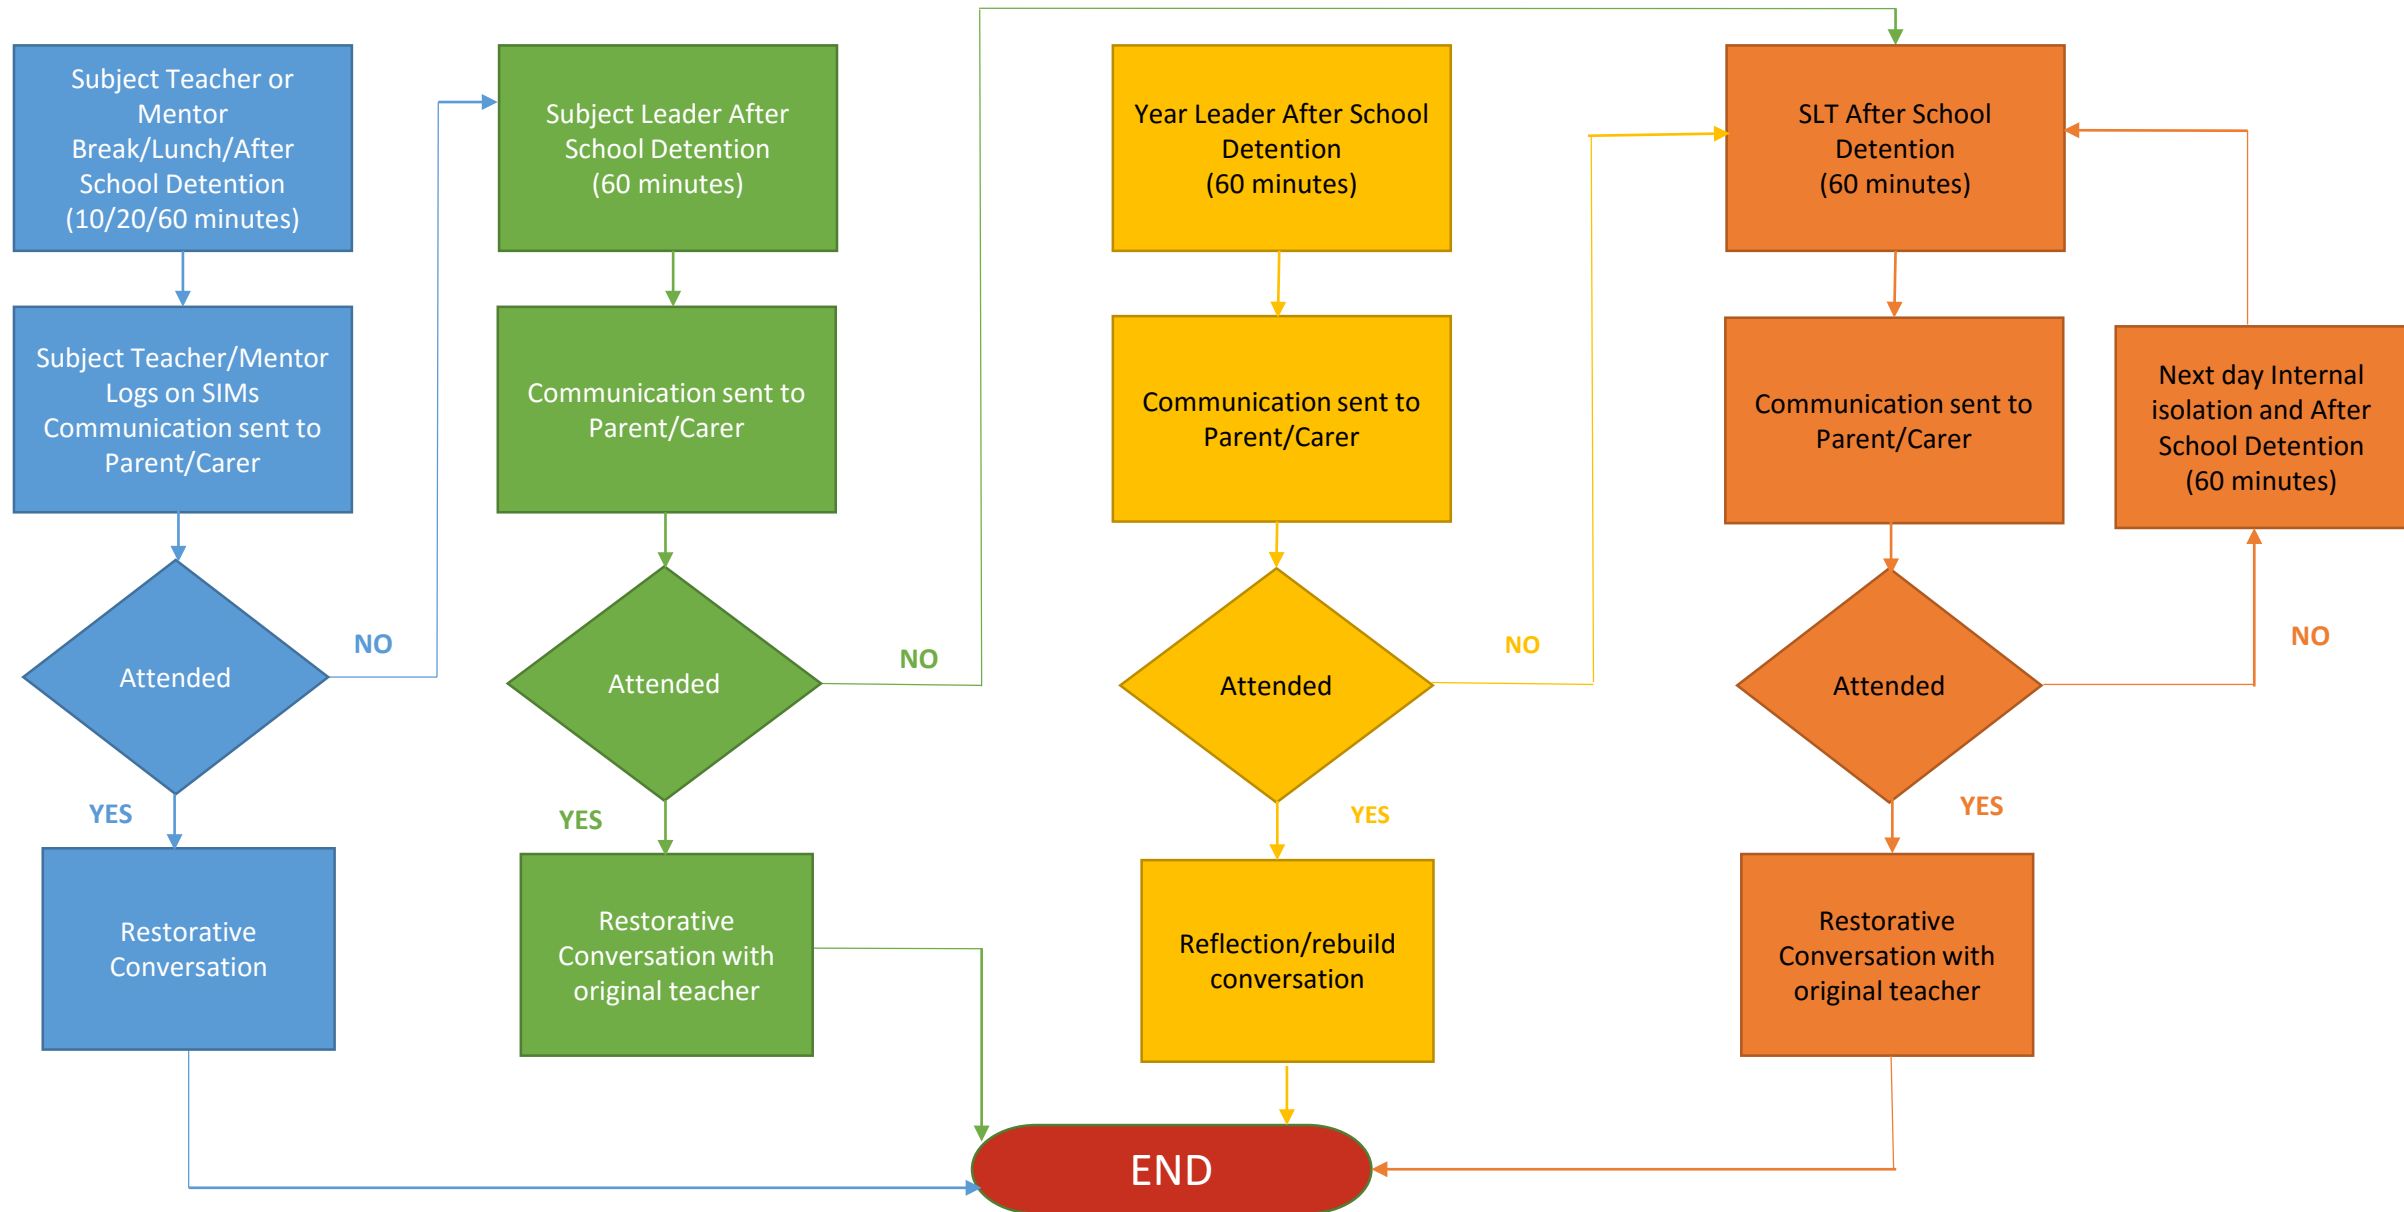 Subject Teacher or
Mentor
Break/Lunch/After
School Detention
(10/20/60 minutes)
Subject Teacher/Mentor
Logs on SIMs
Communication sent to
Parent/Carer
Attended
NO
YES
Restorative
Conversation
Subject Leader After
School Detention
(60 minutes)
Communication sent to
Parent/Carer
Attended
NO
YES
Restorative
Conversation with
original teacher
Year Leader After School
Detention
(60 minutes)
Communication sent to
Parent/Carer
Attended
NO
YES
Reflection/rebuild
conversation
SLT After School
Detention
(60 minutes)
Communication sent to
Parent/Carer
Attended
NO
YES
Restorative
Conversation with
original teacher
Next day Internal
isolation and After
School Detention
(60 minutes)
END